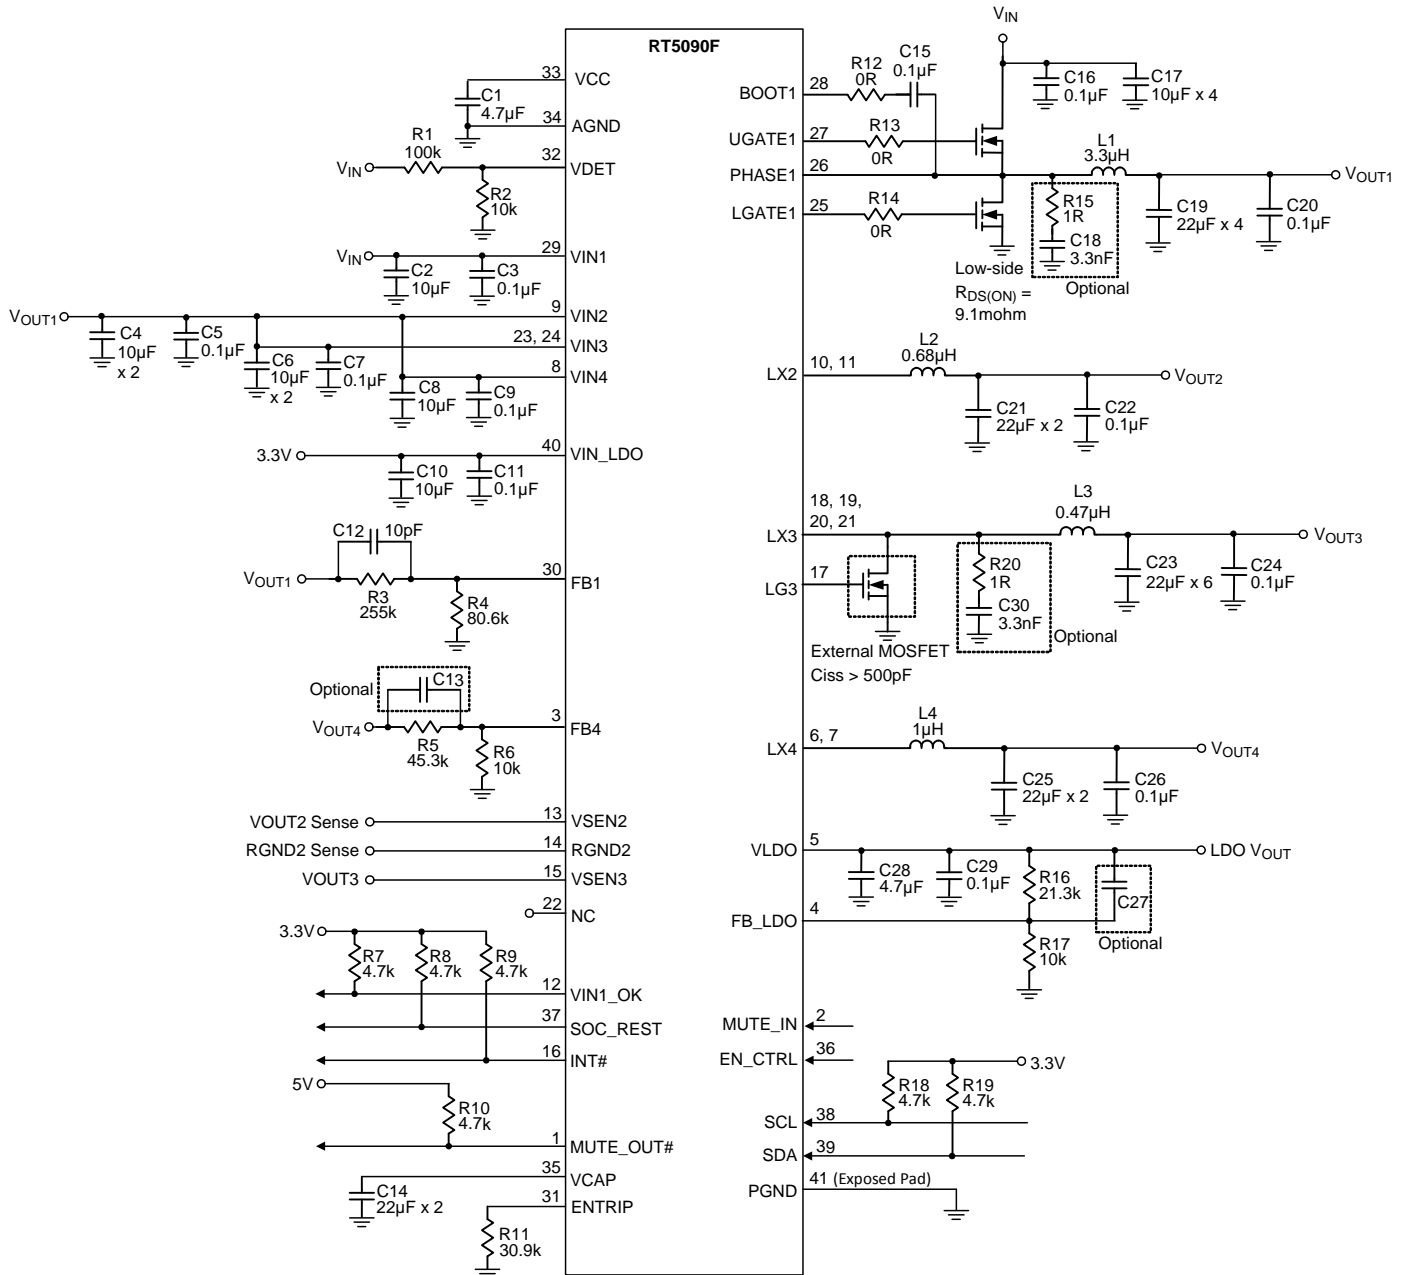 RT5090F
33
VCC
C1
4.7µF
34
AGND
R1
100k
32
VIN
VDET
R2
10k
29
VIN
VIN1
C2
10µF
C3
0.1µF
9
VOUT1
VIN2
C4
10µF
x 2
C5
0.1µF
23, 24
VIN3
C6
10µF
x 2
C7
0.1µF
8
VIN4
C8
10µF
C9
0.1µF
40
3.3V
VIN_LDO
C10
10µF
C11
0.1µF
C12
10pF
30
VOUT1
FB1
R3
255k
R4
80.6k
Optional
C13
3
VOUT4
FB4
R5
45.3k
R6
10k
VOUT2 Sense
13
VSEN2
RGND2 Sense
14
RGND2
VOUT3
15
VSEN3
22
NC
3.3V
R7
4.7k
R8
4.7k
R9
4.7k
12
VIN1_OK
37
SOC_REST
16
INT#
5V
R10
4.7k
1
MUTE_OUT#
35
VCAP
C14
22µF x 2
31
ENTRIP
R11
30.9k
VIN
C15
0.1µF
R12
0R
28
BOOT1
C16
0.1µF
C17
10µF x 4
27
UGATE1
R13
0R
L1
3.3µH
26
PHASE1
VOUT1
25
LGATE1
R14
0R
R15
1R
C18
3.3nF
Optional
C19
22µF x 4
C20
0.1µF
Low-side
RDS(ON) =
9.1mohm
L2
0.68µH
10, 11
LX2
VOUT2
C21
22µF x 2
C22
0.1µF
18, 19,
20, 21
LX3
L3
0.47µH
VOUT3
17
LG3
R20
1R
C30
3.3nF
Optional
C23
22µF x 6
C24
0.1µF
External MOSFET
Ciss > 500pF
L4
1µH
6, 7
LX4
VOUT4
C25
22µF x 2
C26
0.1µF
5
VLDO
LDO VOUT
C28
4.7µF
C29
0.1µF
R16
21.3k
C27
4
FB_LDO
Optional
R17
10k
2
MUTE_IN
36
EN_CTRL
3.3V
R18
4.7k
R19
4.7k
38
SCL
39
SDA
41 (Exposed Pad)
PGND